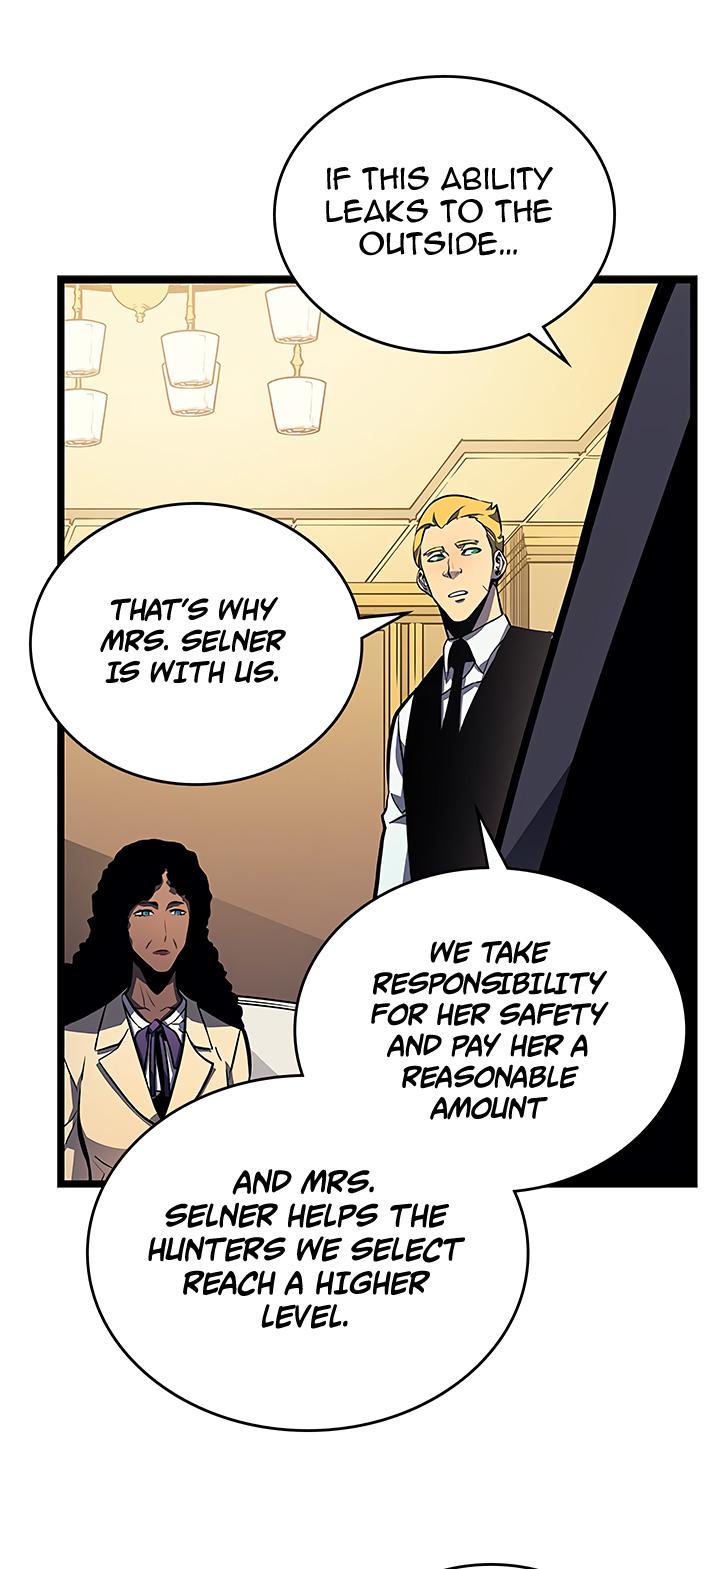 IF THIS ABILITY
LEAKS TO THE
OUTSIDE...
THAT'S WHY
MRS. SELNER
IS WITH US.
WE TAKE
RESPONSIBILITY
FOR HER SAFETY
AND PAY HER A
REASONABLE
AMOUNT
AND MRS.
SELNER HELPS THE
HUNTERS WE SELECT
REACH A HIGHER
LEVEL.